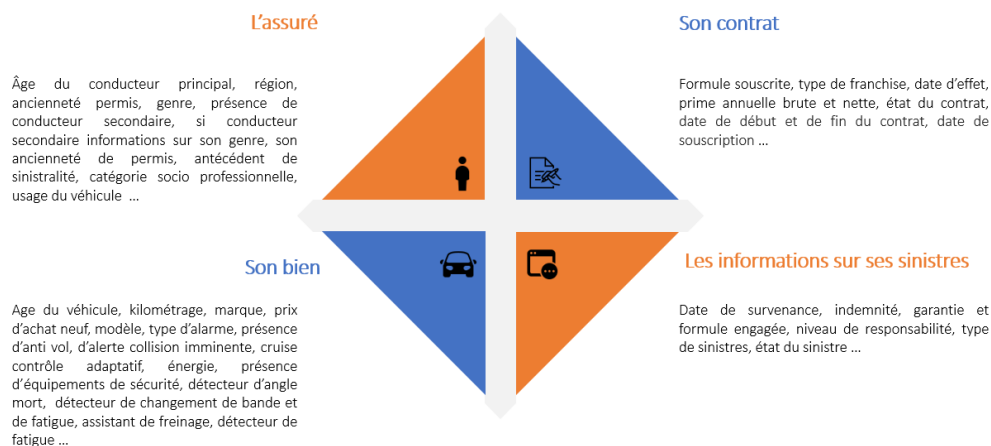 L'assuré
Âge du conducteur principal, région,
ancienneté permis, genre, présence de
conducteur secondaire, si conducteur
secondaire informations sur son genre, son
ancienneté de permis, antécédent de
sinistralité, catégorie socio professionnelle,
usage du véhicule ...
Son contrat
Formule souscrite, type de franchise, date d'effet,
prime annuelle brute et nette, état du contrat,
date de début et de fin du contrat, date de
souscription ...
Son bien
Age du véhicule, kilométrage, marque, prix
d'achat neuf, modèle, type d'alarme, présence
d'anti vol, d'alerte collision imminente, cruise
contrôle adaptatif, énergie, présence
d'équipements de sécurité, détecteur d'angle
mort, détecteur de changement de bande et
de fatigue, assistant de freinage, détecteur de
fatigue ...
Les informations sur ses sinistres
Date de survenance, indemnité, garantie et
formule engagée, niveau de responsabilité, type
de sinistres, état du sinistre ...